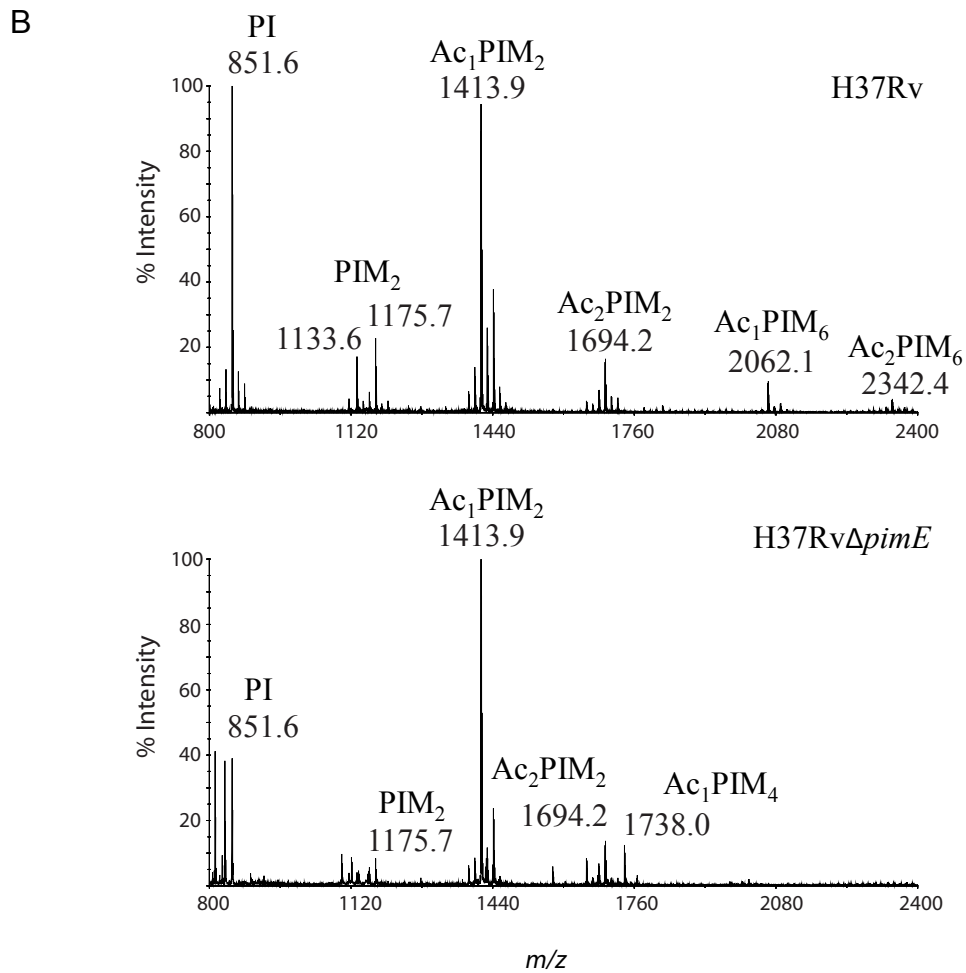 B
PI
851.6
Ac₁PIM₂
1413.9
H37Rv
100
80
60
40
20
% Intensity
PIM₂
1133.6
1175.7
Ac₂PIM₂
1694.2
Ac₁PIM₆
2062.1
Ac₂PIM₆
2342.4
800 1120 1440 1760 2080 2400
Ac₁PIM₂
1413.9
H37RvΔpimE
100
80
60
40
20
% Intensity
PI
851.6
PIM₂
1175.7
Ac₂PIM₂
1694.2
Ac₁PIM₄
1738.0
800 1120 1440 1760 2080 2400
m/z